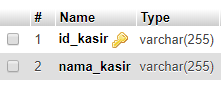 # Name Type
1 id_kasir varchar(255)
2 nama_kasir varchar(255)